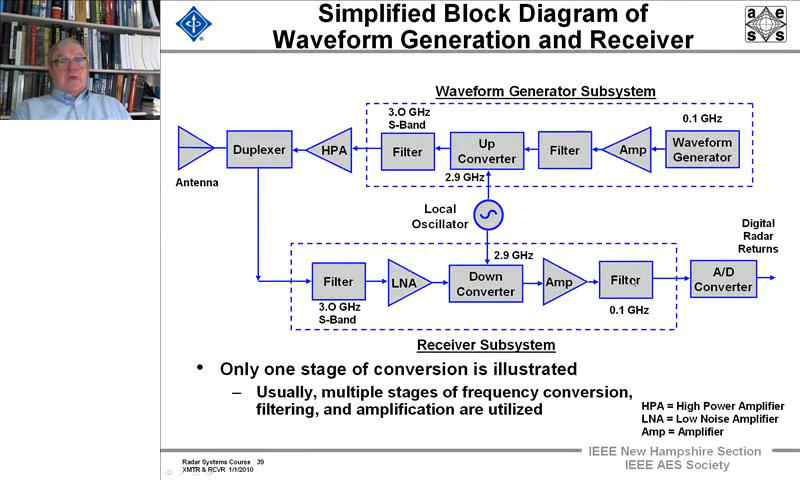 Simplified Block Diagram of
Waveform Generation and Receiver
a e
E S
Waveform Generator Subsystem
3.O GHz
S-Band
0.1 GHz
Antenna
Duplexer
HPA
Filter
Up
Converter
Filter
Amp
Waveform
Generator
2.9 GHz
Local
Oscillator
Digital
Radar
Returns
2.9 GHz
Filter
LNA
Down
Converter
Amp
Filter
A/D
Converter
3.O GHz
S-Band
0.1 GHz
Receiver Subsystem
• Only one stage of conversion is illustrated
– Usually, multiple stages of frequency conversion,
filtering, and amplification are utilized
HPA = High Power Amplifier
LNA = Low Noise Amplifier
Amp = Amplifier
Radar Systems Course 39
XMTR & RCVR 1/1/2010
IEEE New Hampshire Section
IEEE AES Society